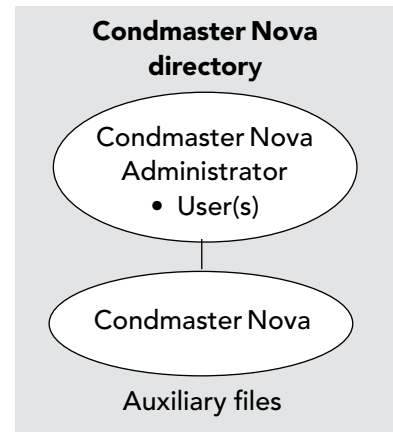 Condmaster Nova
directory
Condmaster Nova
Administrator
• User(s)
Condmaster Nova
Auxiliary files